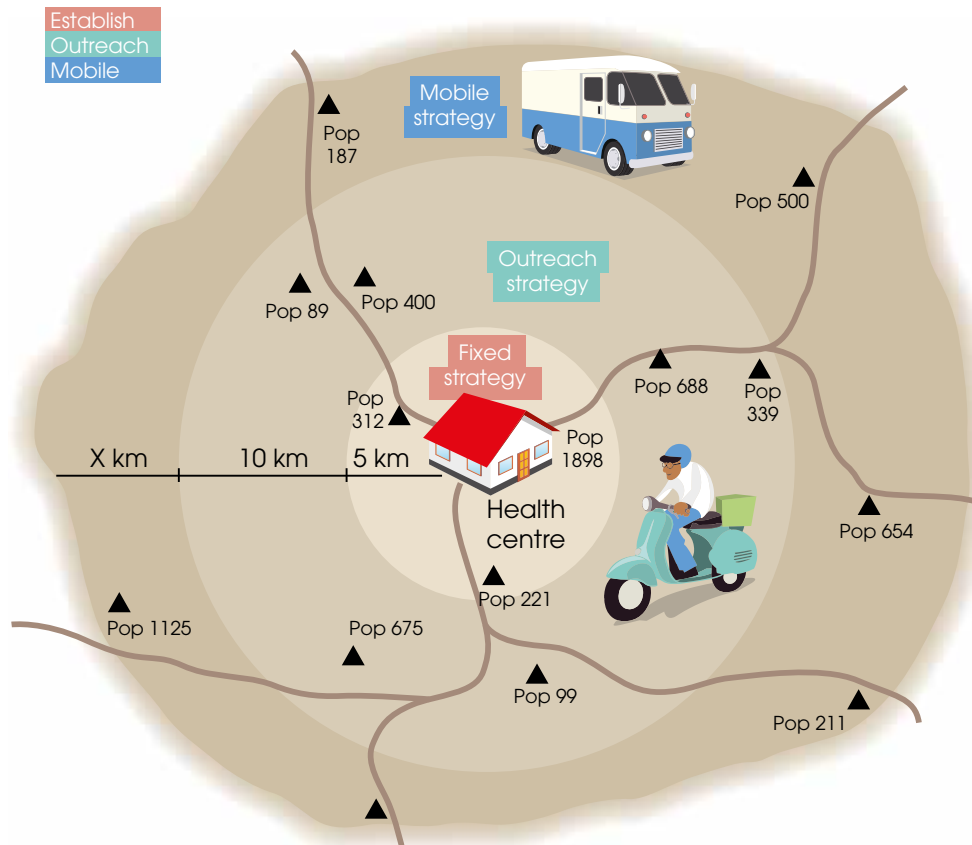 Establish
Outreach
Mobile
Mobile
strategy
Pop
187
Pop 500
Outreach
strategy
Pop 89
Pop 400
Fixed
strategy
Pop 688
Pop
339
Pop
312
Pop
1898
X km
10 km
5 km
Health
centre
Pop 654
Pop 221
Pop 1125
Pop 675
Pop 99
Pop 211